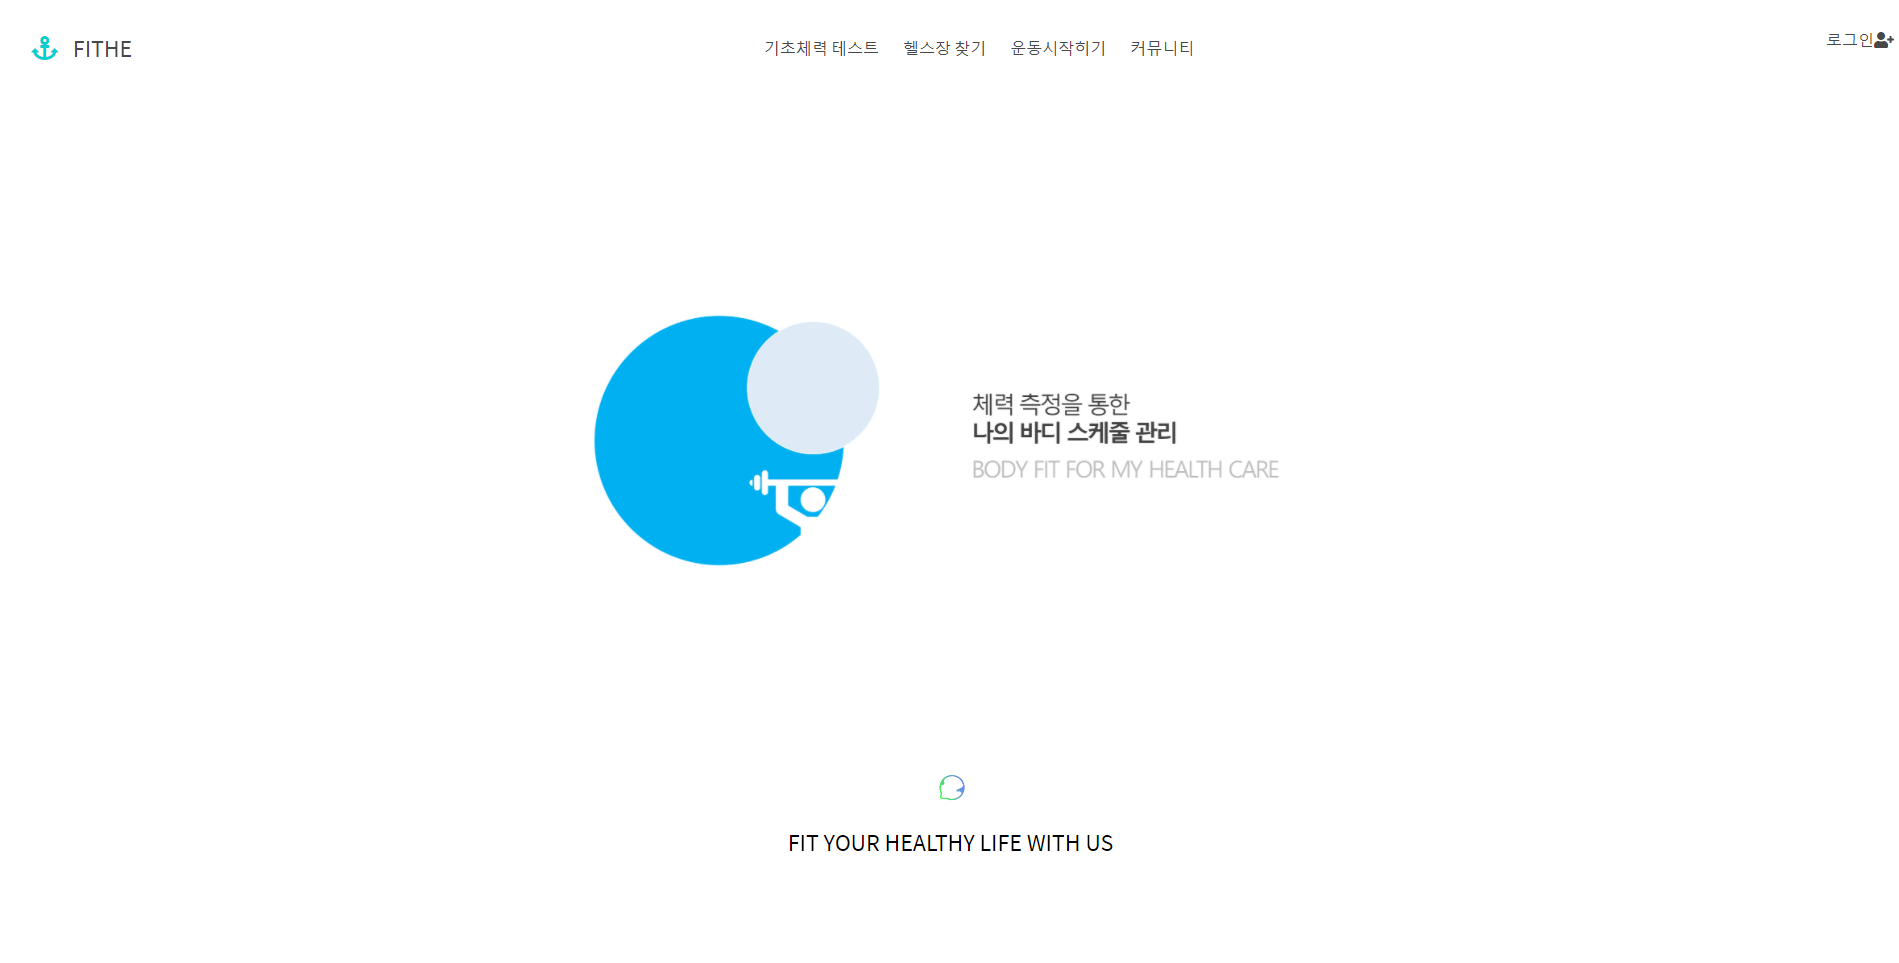 FITHE
기초체력 테스트 헬스장 찾기 운동시작히기 커뮤니티
로그인
체력 측정을 통한
나의 바디 스케줄 관리
BODY FIT FOR MY HEALTH CARE
FIT YOUR HEALTHY LIFE WITH US